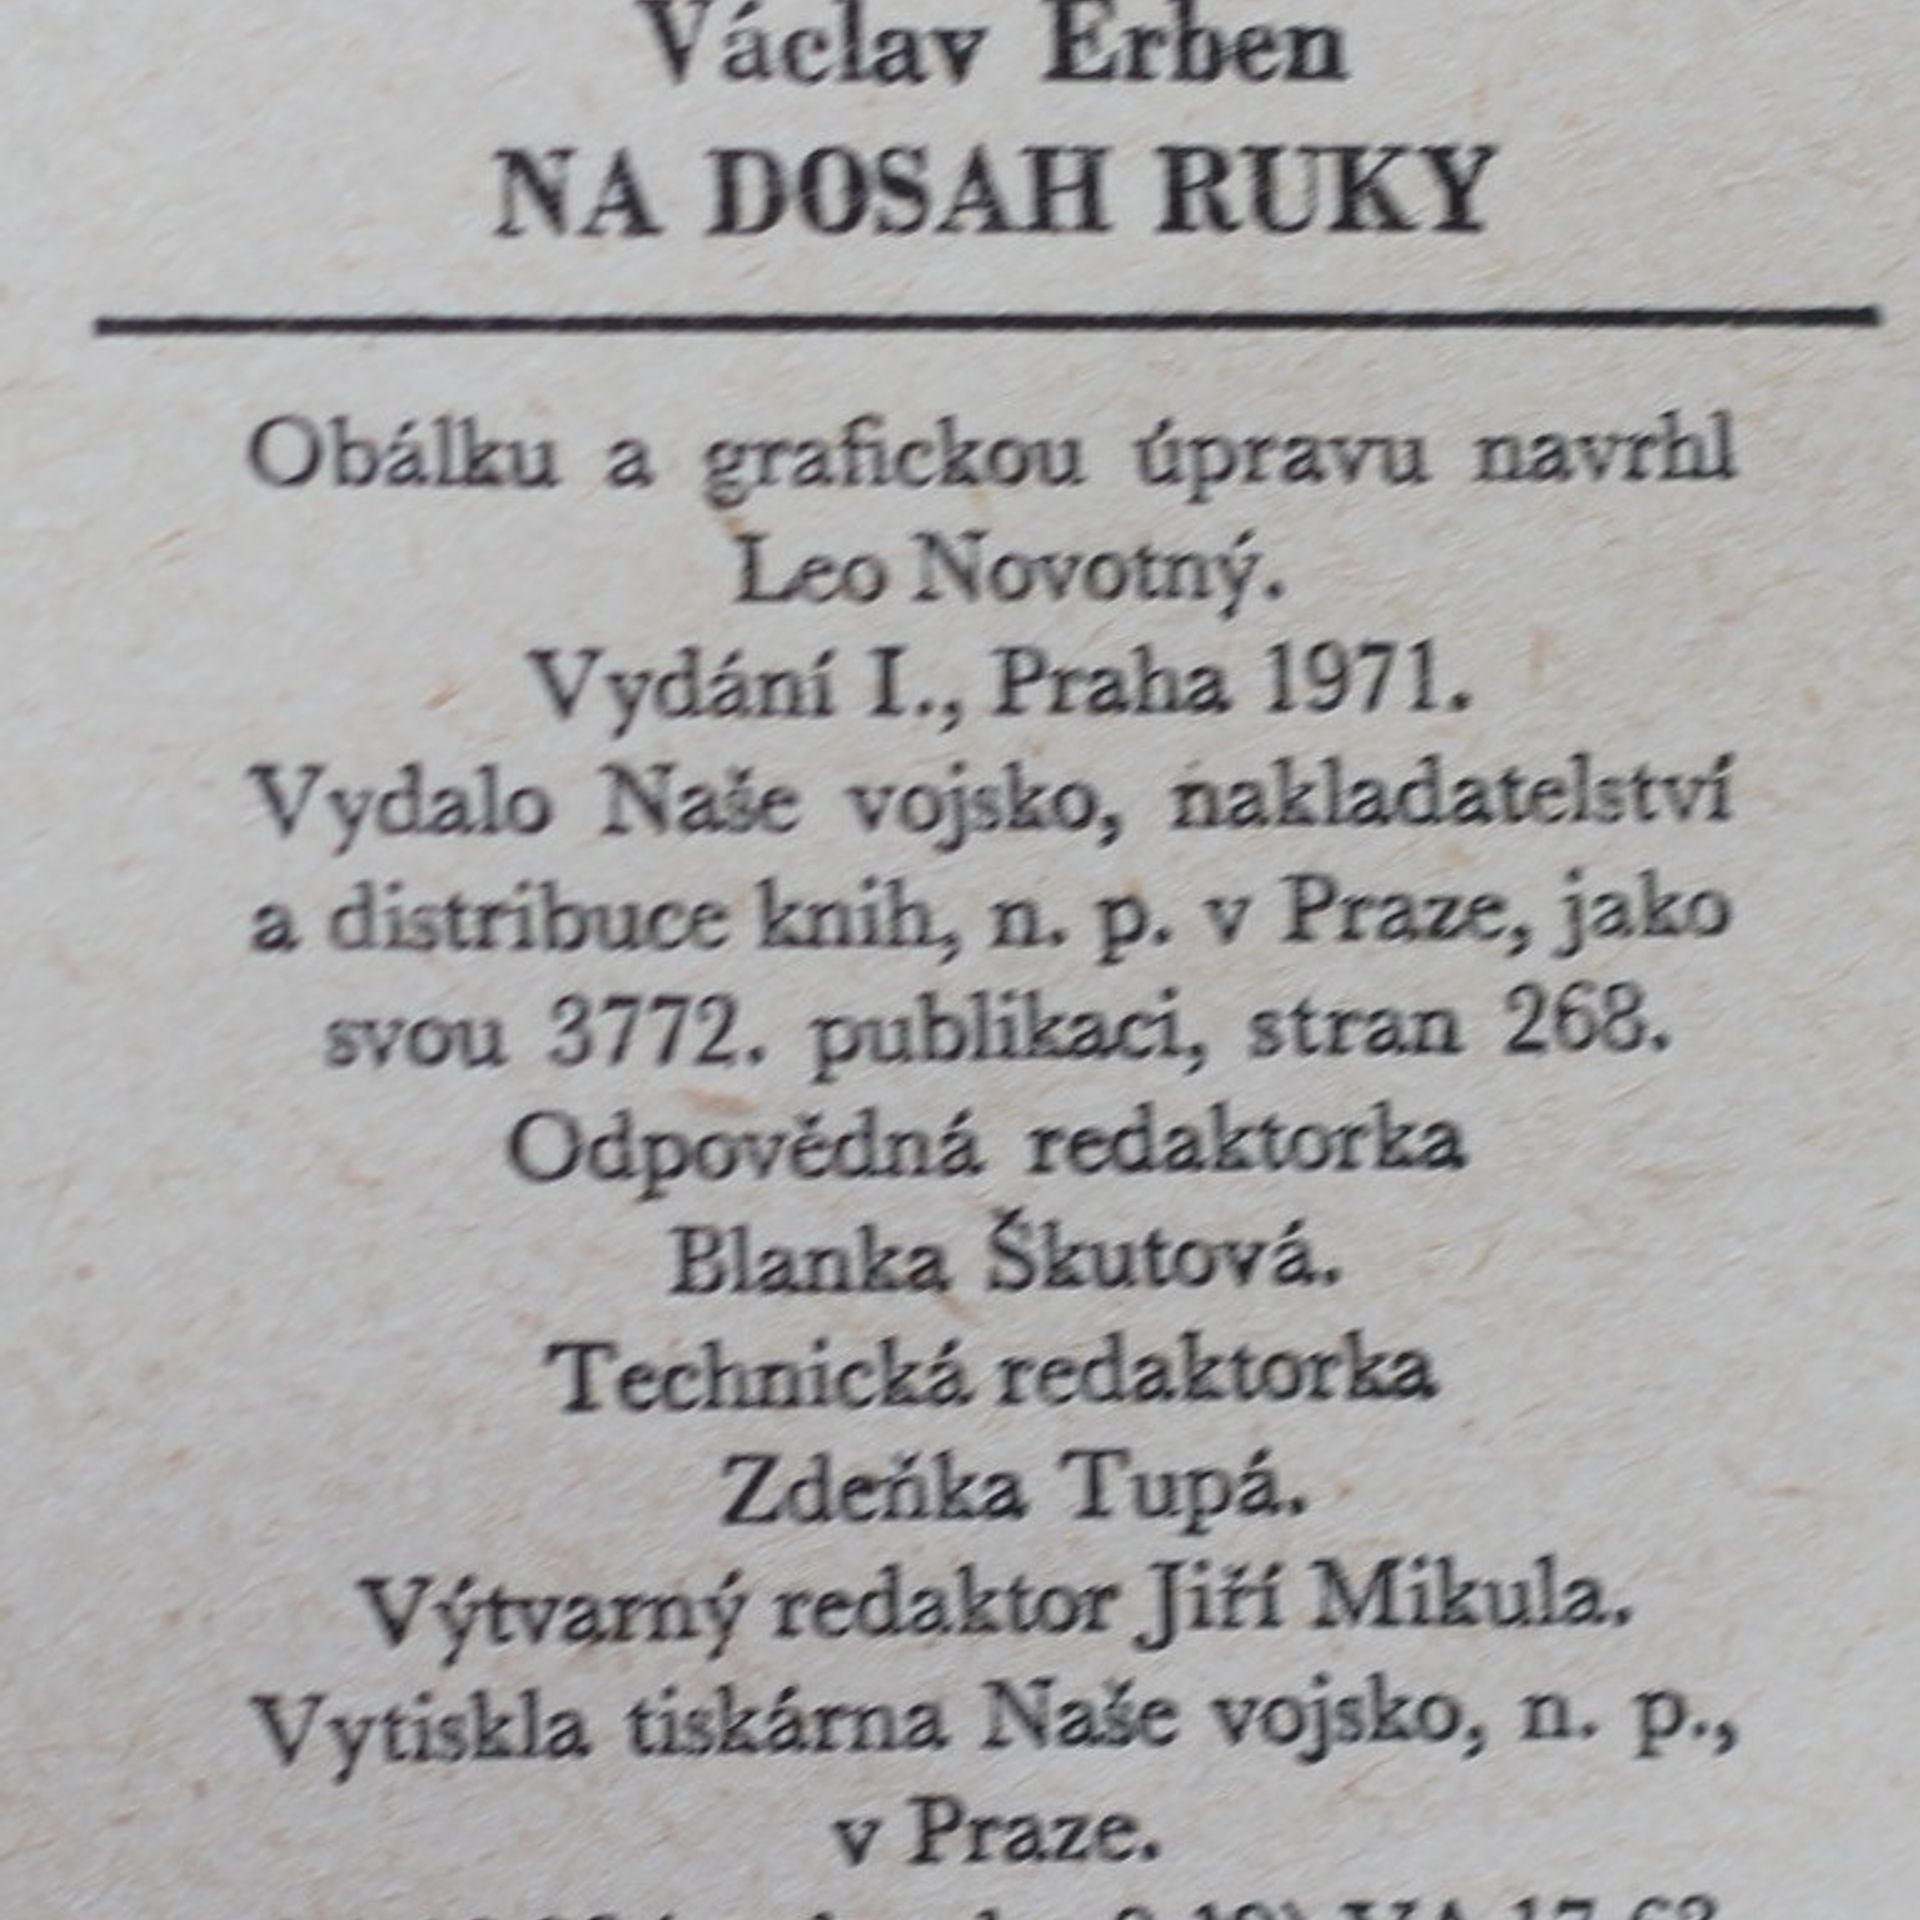 Václav Erben
NA DOSAH RUKY
Obálku a grafickou úpravu navrhl
Leo Novotný.
Vydání I., Praha 1971.
Vydalo Naše vojsko, nakladatelství
a distribuce knih, n. p. v Praze, jako
svou 3772. publikaci, stran 268.
Odpovědná redaktorka
Blanka Škutová.
Technická redaktorka
Zdeňka Tupá.
Výtvarný redaktor Jiří Mikula.
Vytiskla tiskárna Naše vojsko, n. p.,
v Praze.